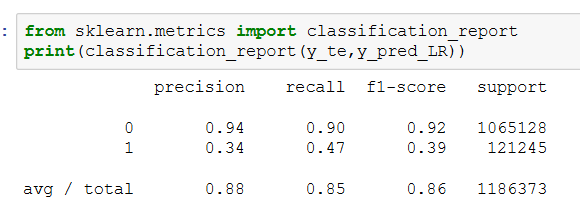 : from sklearn.metrics import classification_report
print(classification_report(y_te,y_pred_LR))
precision recall f1-score support
0 0.94 0.90 0.92 1065128
1 0.34 0.47 0.39 121245
avg / total 0.88 0.85 0.86 1186373